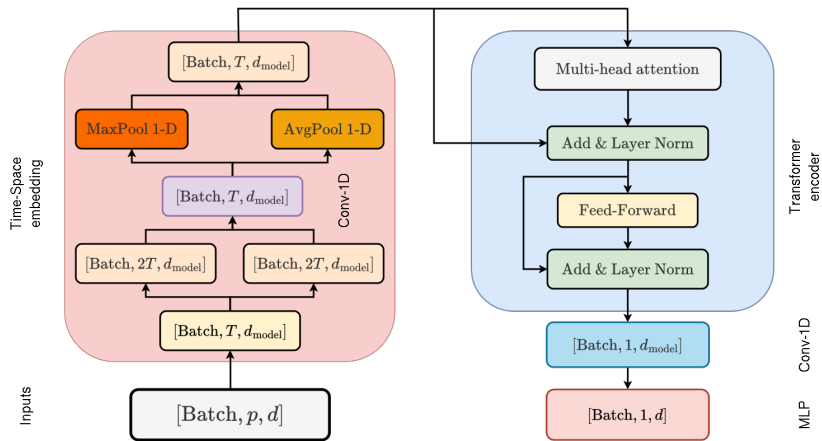 [Batch, T, d_model]
MaxPool 1-D
AvgPool 1-D
Time-Space
embedding
[Batch, T, d_model]
Conv-1D
[Batch, 2T, d_model]
[Batch, 2T, d_model]
[Batch, T, d_model]
Inputs
[Batch, p, d]
Multi-head attention
Add & Layer Norm
Feed-Forward
Add & Layer Norm
Transformer
encoder
[Batch, 1, d_model]
Conv-1D
[Batch, 1, d]
MLP